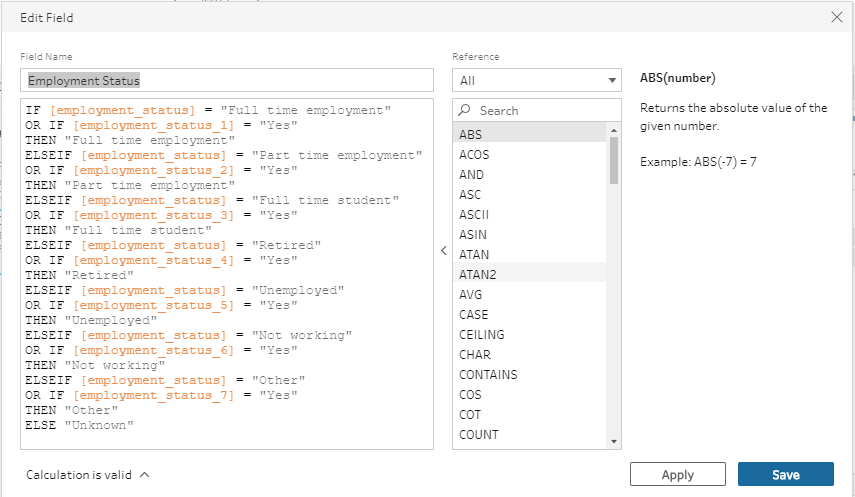 Edit Field
Field Name
Employment Status
IF [employment_status] = "Full time employment"
OR IF [employment_status_1] = "Yes"
THEN "Full time employment"
ELSEIF [employment_status] = "Part time employment"
OR IF [employment_status_2] = "Yes"
THEN "Part time employment"
ELSEIF [employment_status] = "Full time student"
OR IF [employment_status_3] = "Yes"
THEN "Full time student"
ELSEIF [employment_status] = "Retired"
OR IF [employment_status_4] = "Yes"
THEN "Retired"
ELSEIF [employment_status] = "Unemployed"
OR IF [employment_status_5] = "Yes"
THEN "Unemployed"
ELSEIF [employment_status] = "Not working"
OR IF [employment_status_6] = "Yes"
THEN "Not working"
ELSEIF [employment_status] = "Other"
OR IF [employment_status_7] = "Yes"
THEN "Other"
ELSE "Unknown"
Calculation is valid
Reference
All
Search
ABS
ACOS
AND
ASC
ASCII
ASIN
ATAN
ATAN2
AVG
CASE
CEILING
CHAR
CONTAINS
COS
COT
COUNT
ABS(number)
Returns the absolute value of the
given number.
Example: ABS(-7) = 7
Apply
Save